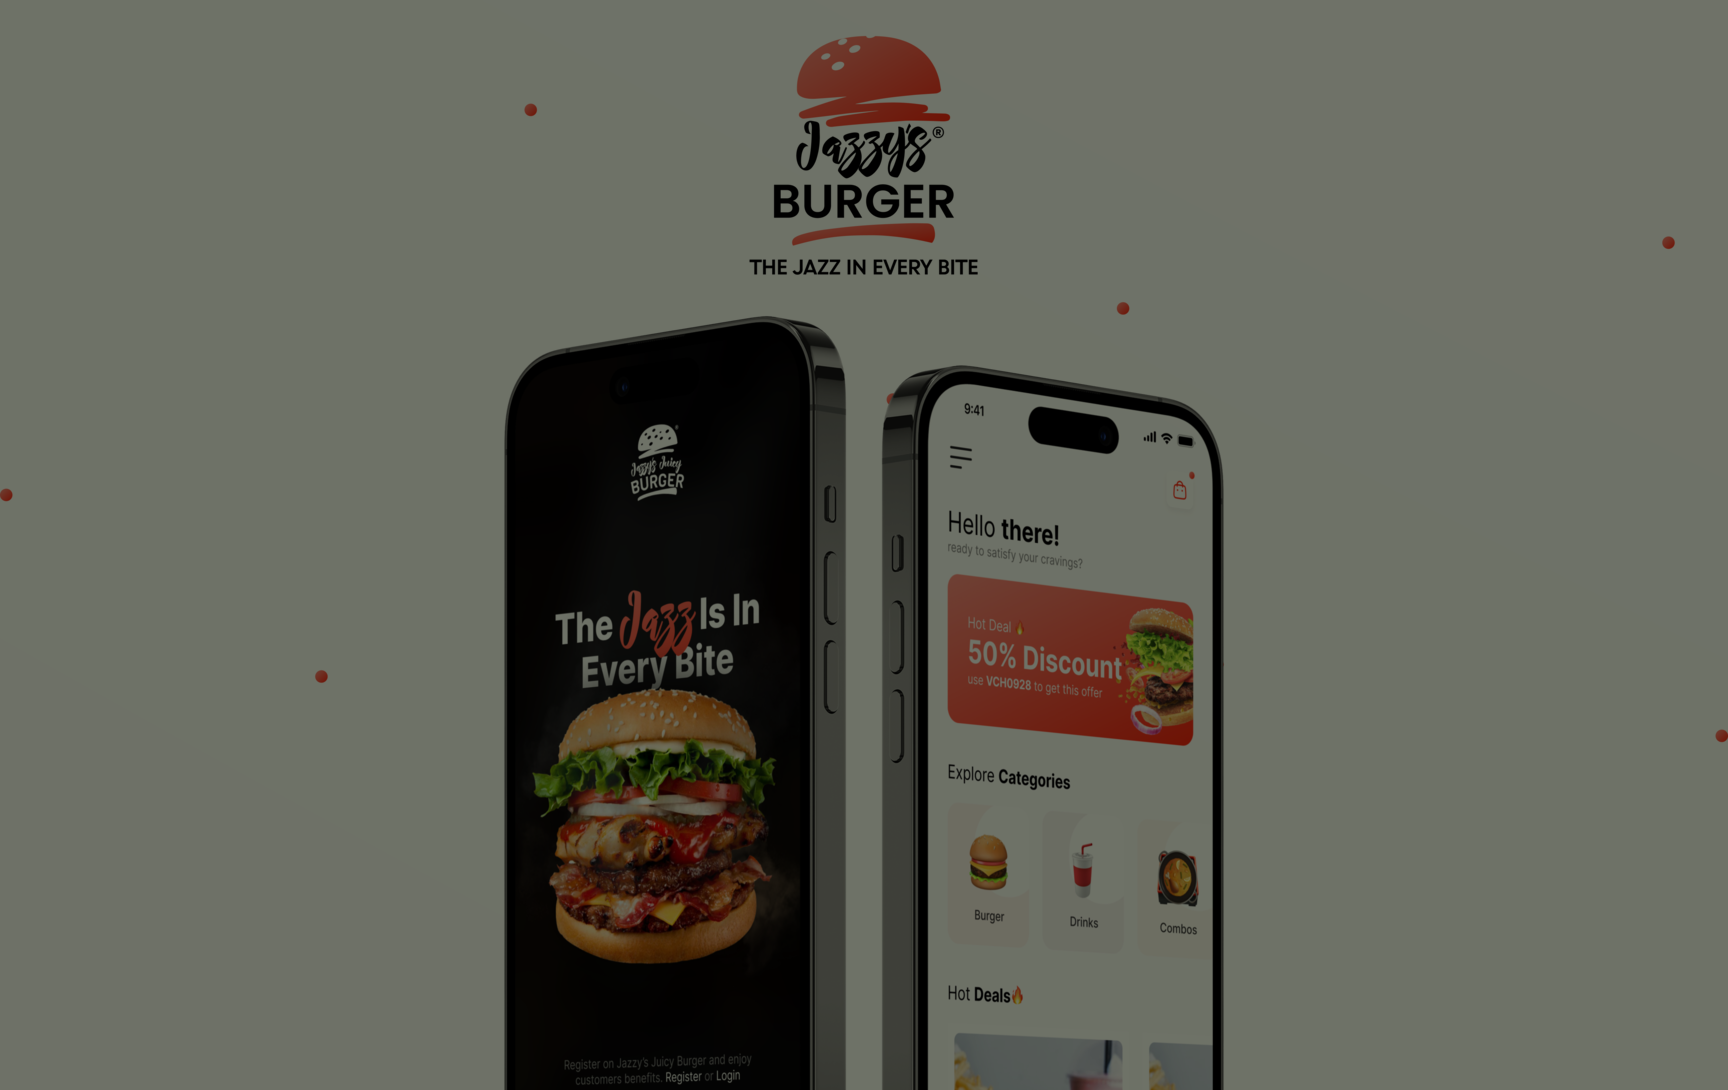 Jazzy's®
BURGER
THE JAZZ IN EVERY BITE
Jazzy's Juicy
BURGER
The Jazz Is In
Every Bite
Register on Jazzy's Juicy Burger and enjoy
customers benefits. Register or Login
9:41
Hello there!
ready to satisfy your cravings?
Hot Deal 🔥
50% Discount
use VCH0928 to get this offer
Explore Categories
Burger
Drinks
Combos
Hot Deals🔥